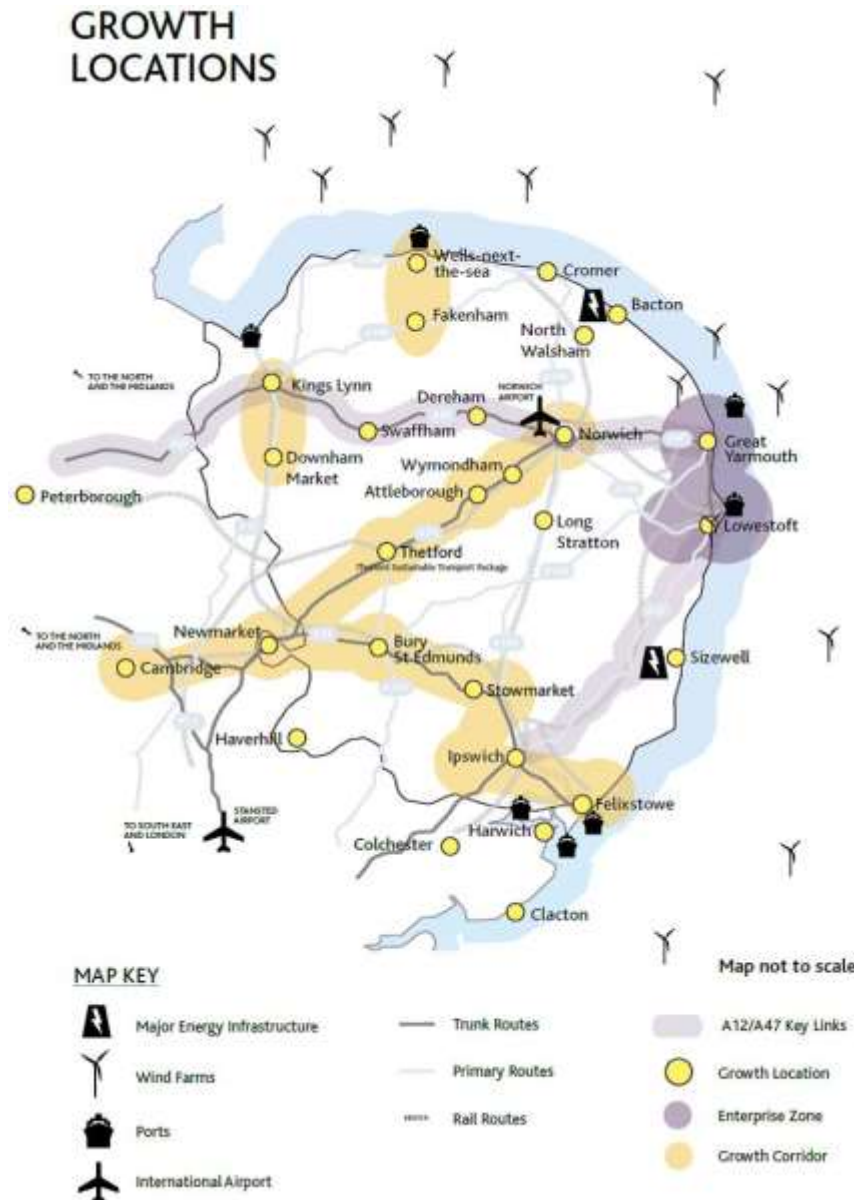 GROWTH
LOCATIONS
Wells-next-
the-sea
Cromer
Bacton
Fakenham
North
Walsham
TO THE NORTH
AND THE MIDLANDS
Kings Lynn
Dereham
NORWICH
AIRPORT
Swaffham
Norwich
Great
Yarmouth
Downham
Market
Wymondham
Attleborough
Peterborough
Long
Stratton
Lowestoft
Thetford
(Thetford Sustainable Transport Package)
TO THE NORTH
AND THE MIDLANDS
Newmarket
Bury
St.Edmunds
Sizewell
Cambridge
Stowmarket
Haverhill
Ipswich
Felixstowe
TO SOUTH EAST
AND LONDON
STANSTED
AIRPORT
Harwich
Colchester
Clacton
Map not to scale
MAP KEY
Major Energy Infrastructure
Trunk Routes
A12/A47 Key Links
Wind Farms
Primary Routes
Growth Location
Ports
Rail Routes
Enterprise Zone
International Airport
Growth Corridor